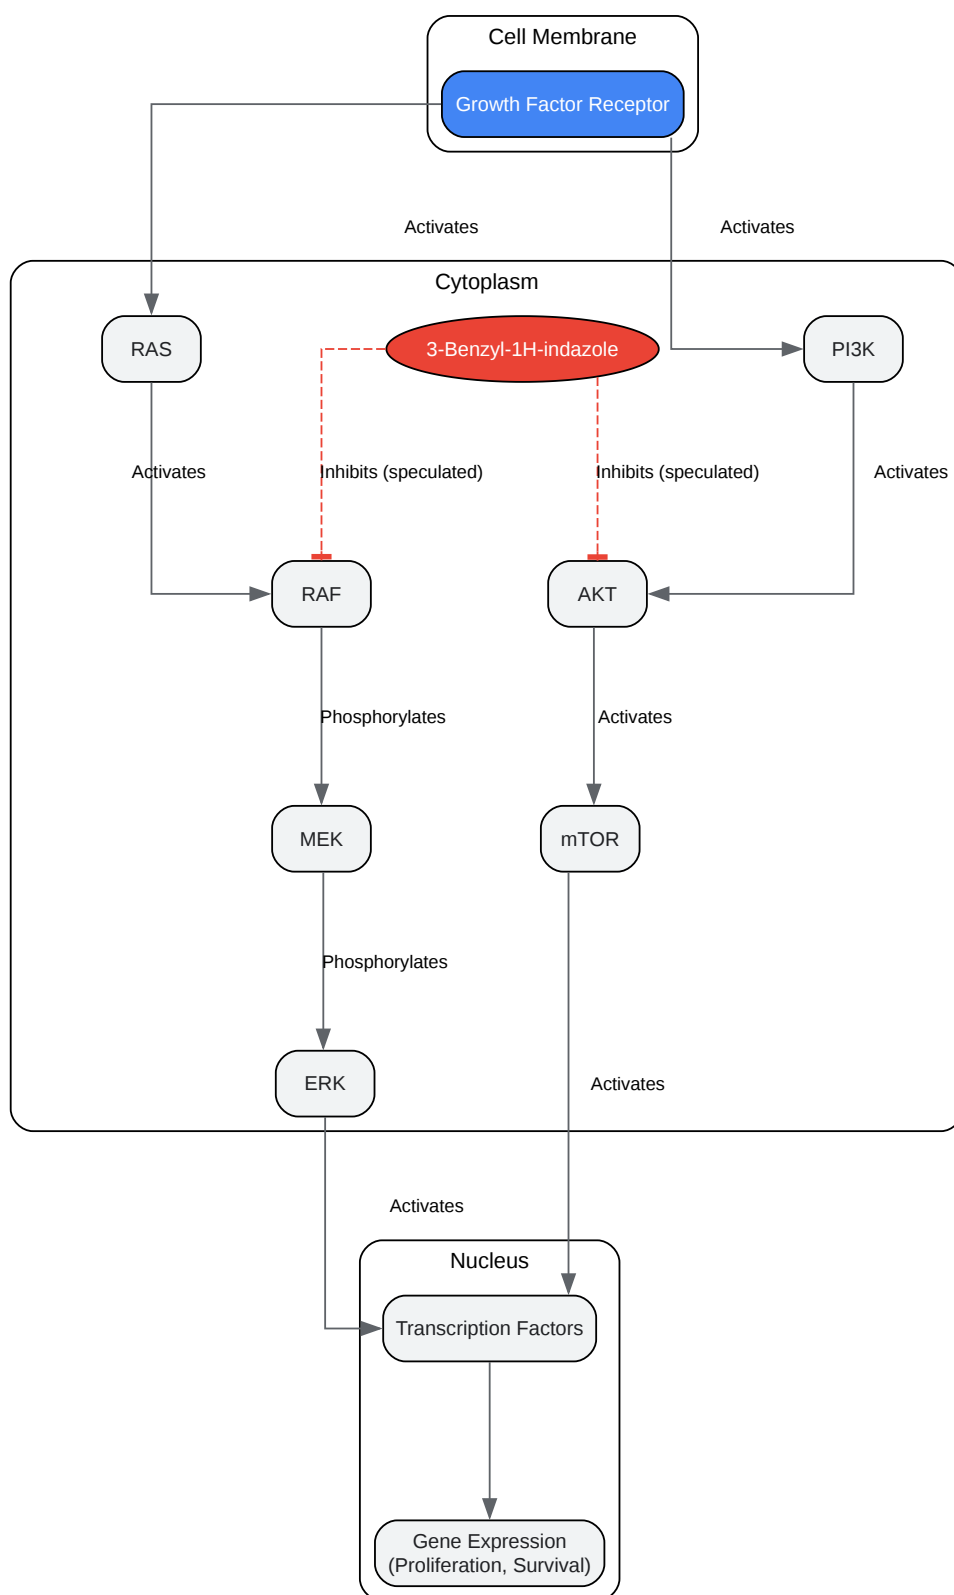 Cell Membrane
Growth Factor Receptor
Activates
Activates
Cytoplasm
RAS
3-Benzyl-1H-indazole
PI3K
Activates
Inhibits (speculated)
Inhibits (speculated)
Activates
RAF
AKT
Phosphorylates
Activates
MEK
mTOR
Phosphorylates
ERK
Activates
Activates
Nucleus
Transcription Factors
Gene Expression
(Proliferation, Survival)